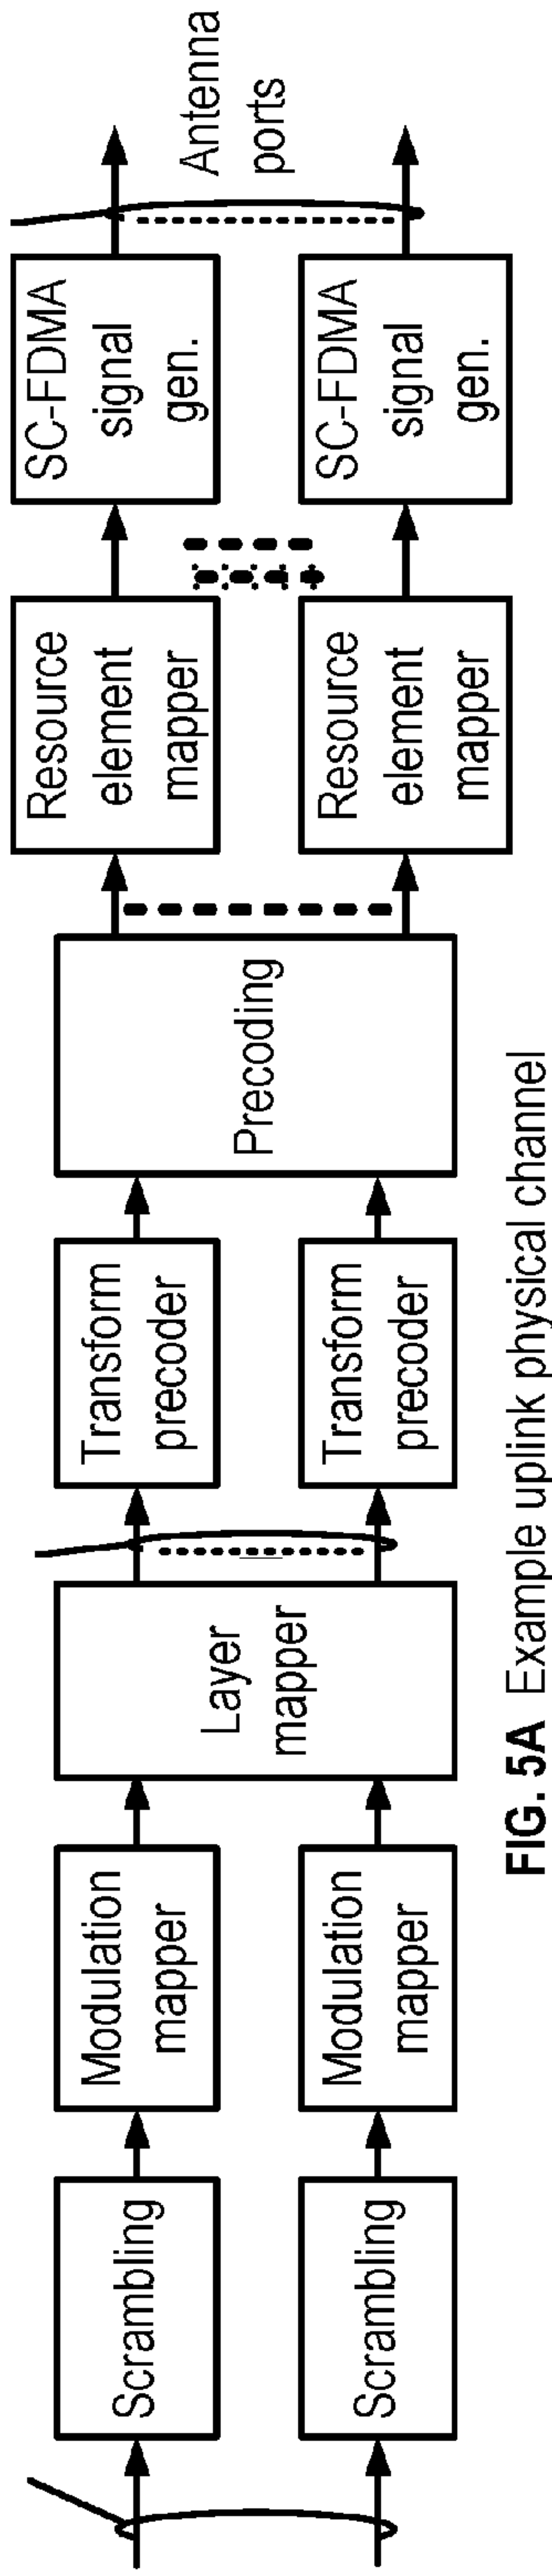 Scrambling
Modulation
mapper
Layer
mapper
Transform
precoder
Precoding
Resource
element
mapper
SC-FDMA
signal
gen.
Antenna
ports
Scrambling
Modulation
mapper
Transform
precoder
Resource
element
mapper
SC-FDMA
signal
gen.
FIG. 5A Example uplink physical channel